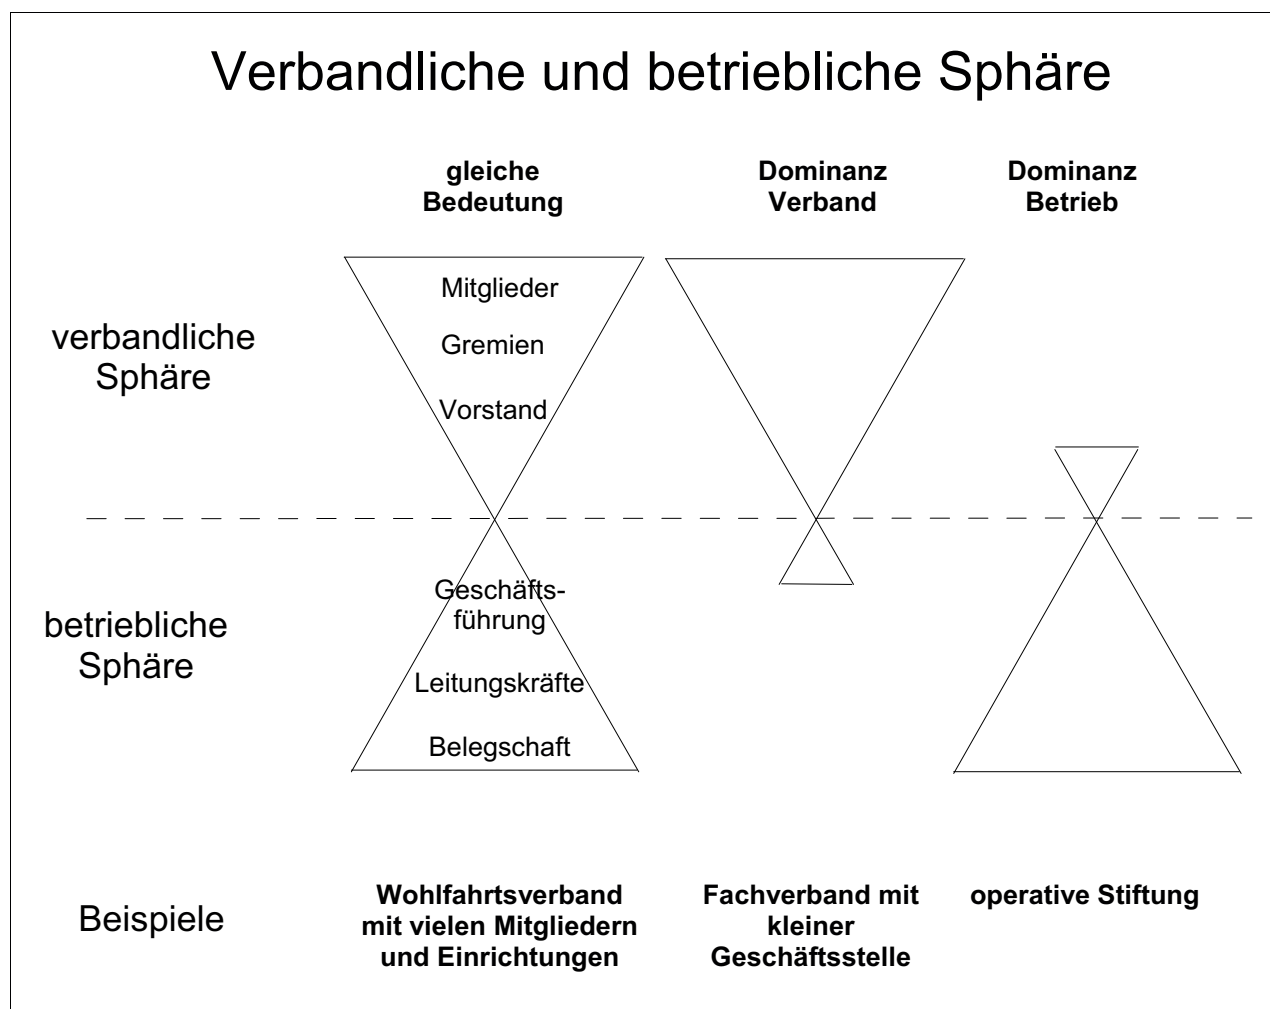 Verbandliche und betriebliche Sphäre
gleiche
Bedeutung
Dominanz
Verband
Dominanz
Betrieb
verbandliche
Sphäre
Mitglieder
Gremien
Vorstand
betriebliche
Sphäre
Geschäfts-
führung
Leitungskräfte
Belegschaft
Beispiele
Wohlfahrtsverband
mit vielen Mitgliedern
und Einrichtungen
Fachverband mit
kleiner
Geschäftsstelle
operative Stiftung